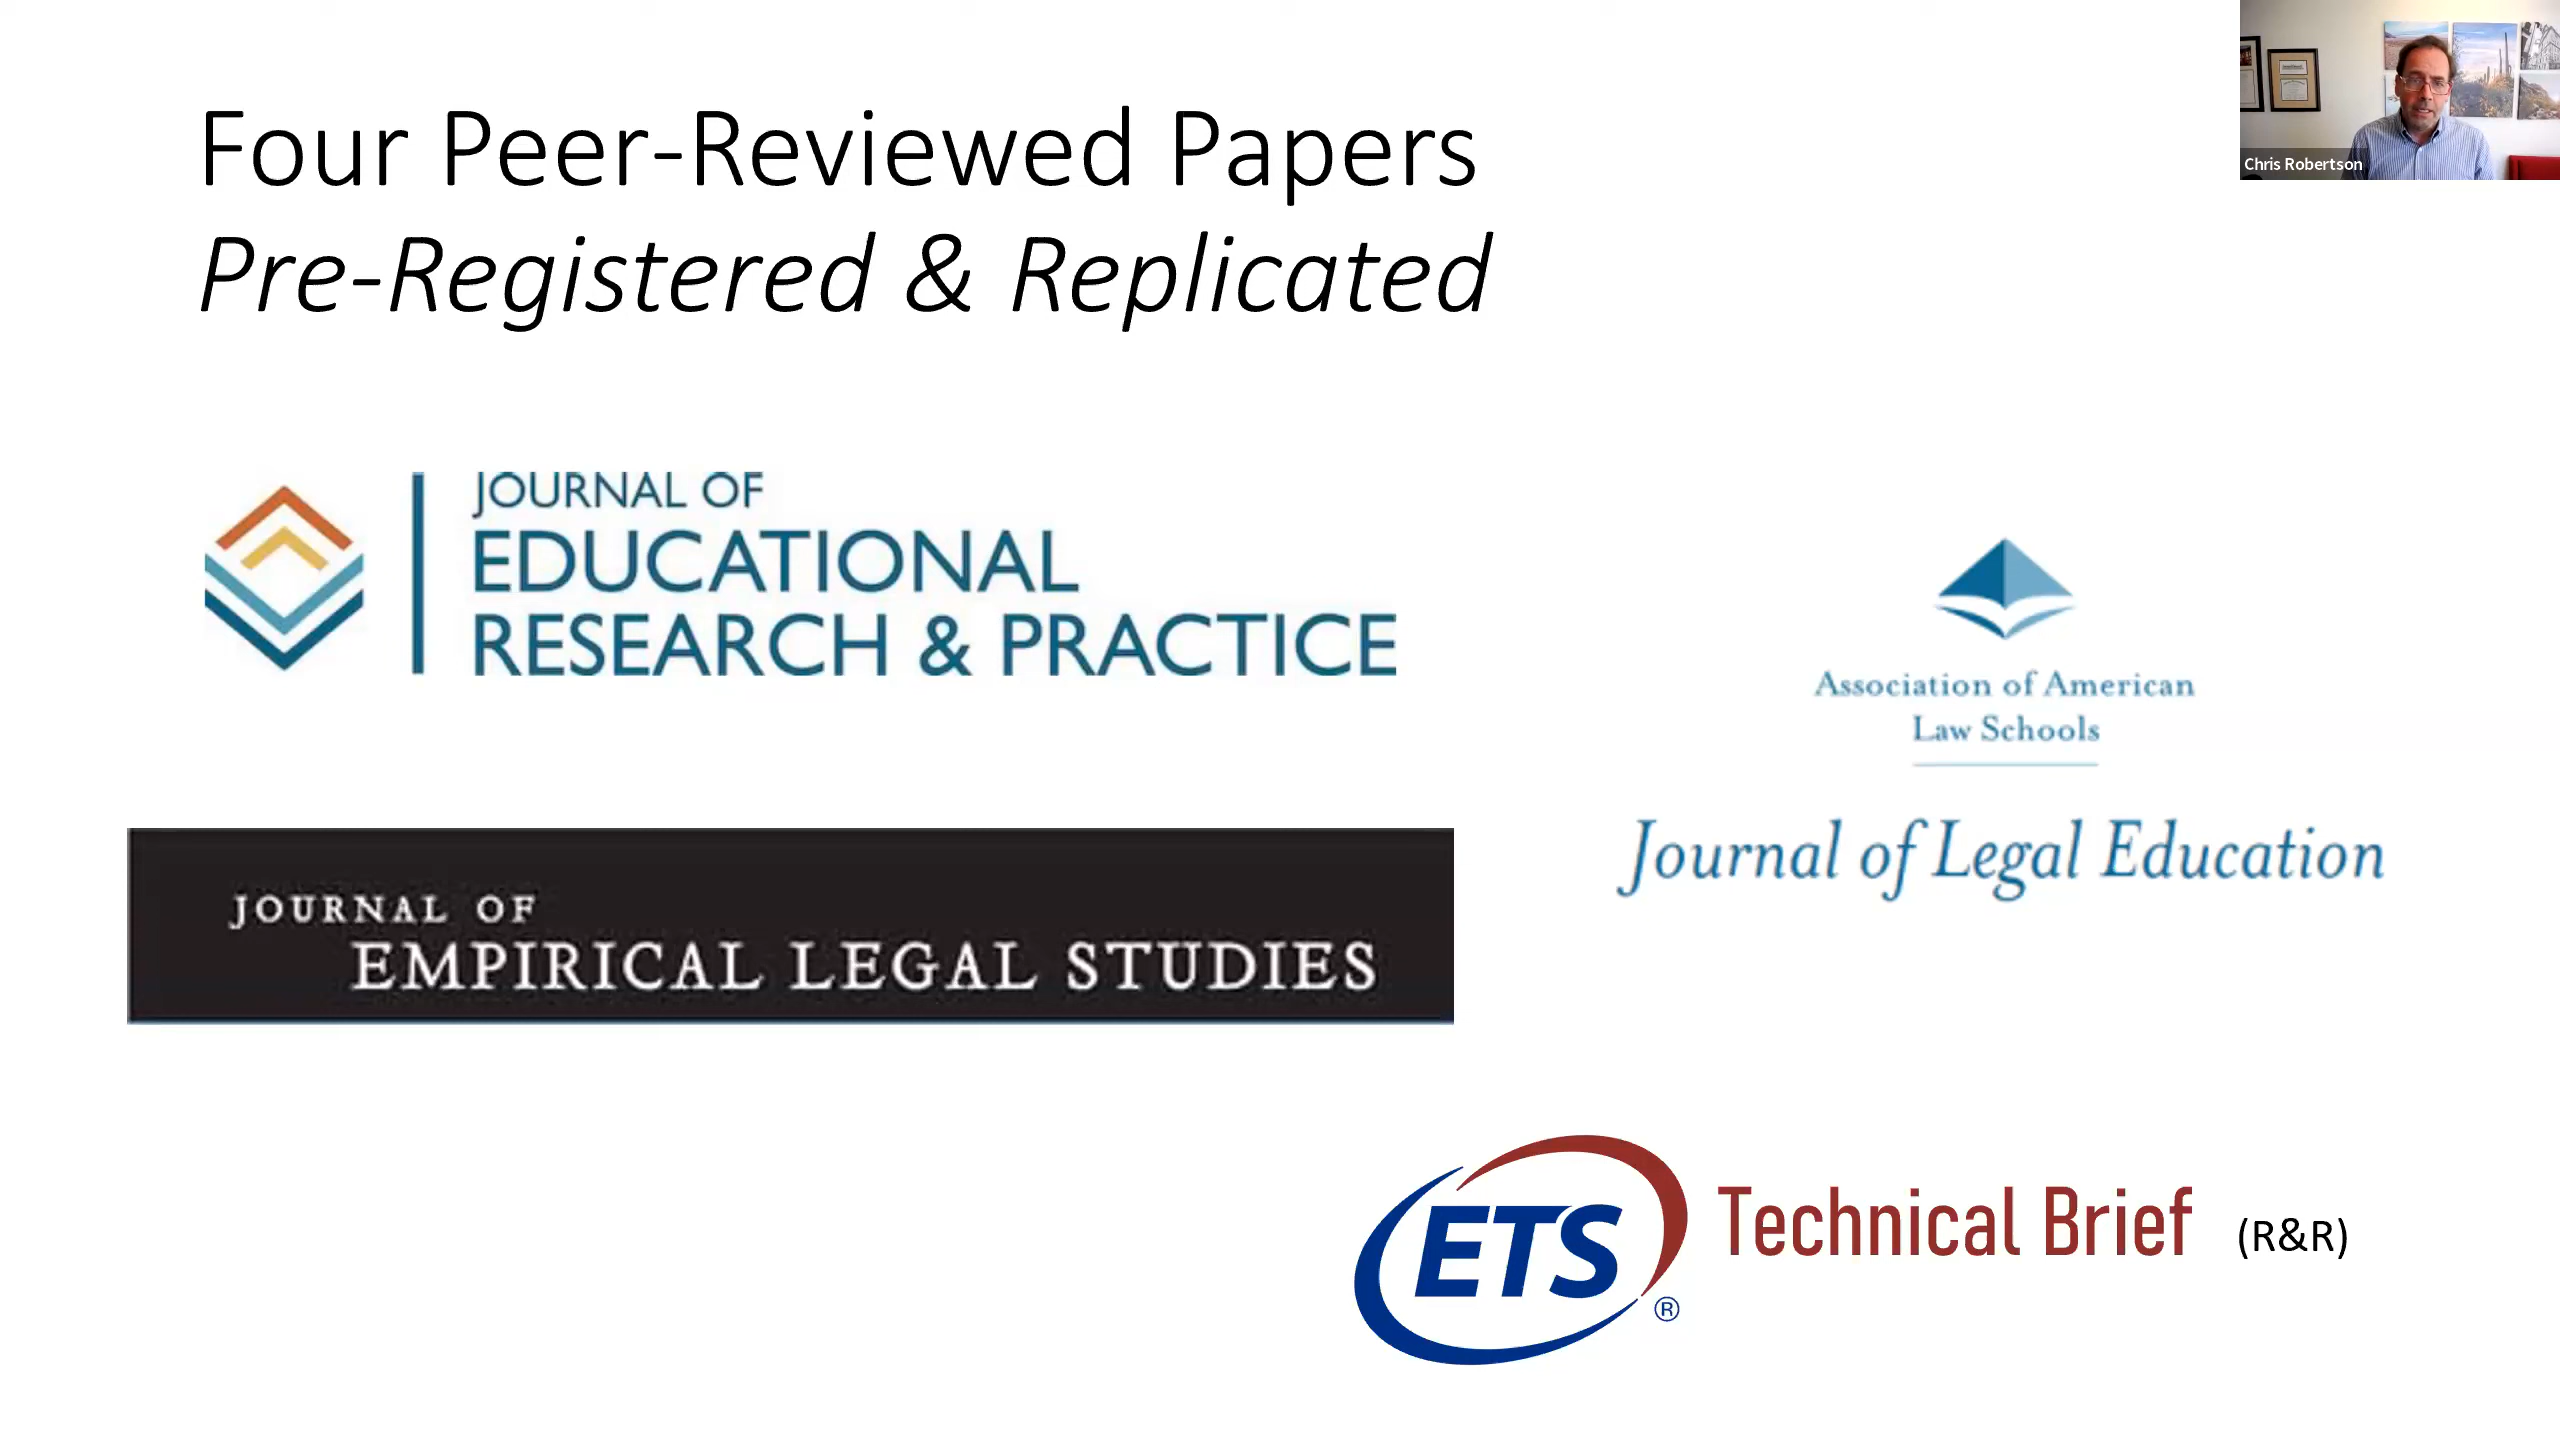 Four Peer-Reviewed Papers
Pre-Registered & Replicated
Chris Robertson
JOURNAL OF
EDUCATIONAL
RESEARCH & PRACTICE
Association of American
Law Schools
Journal of Legal Education
JOURNAL OF
EMPIRICAL LEGAL STUDIES
ETS®
Technical Brief (R&R)